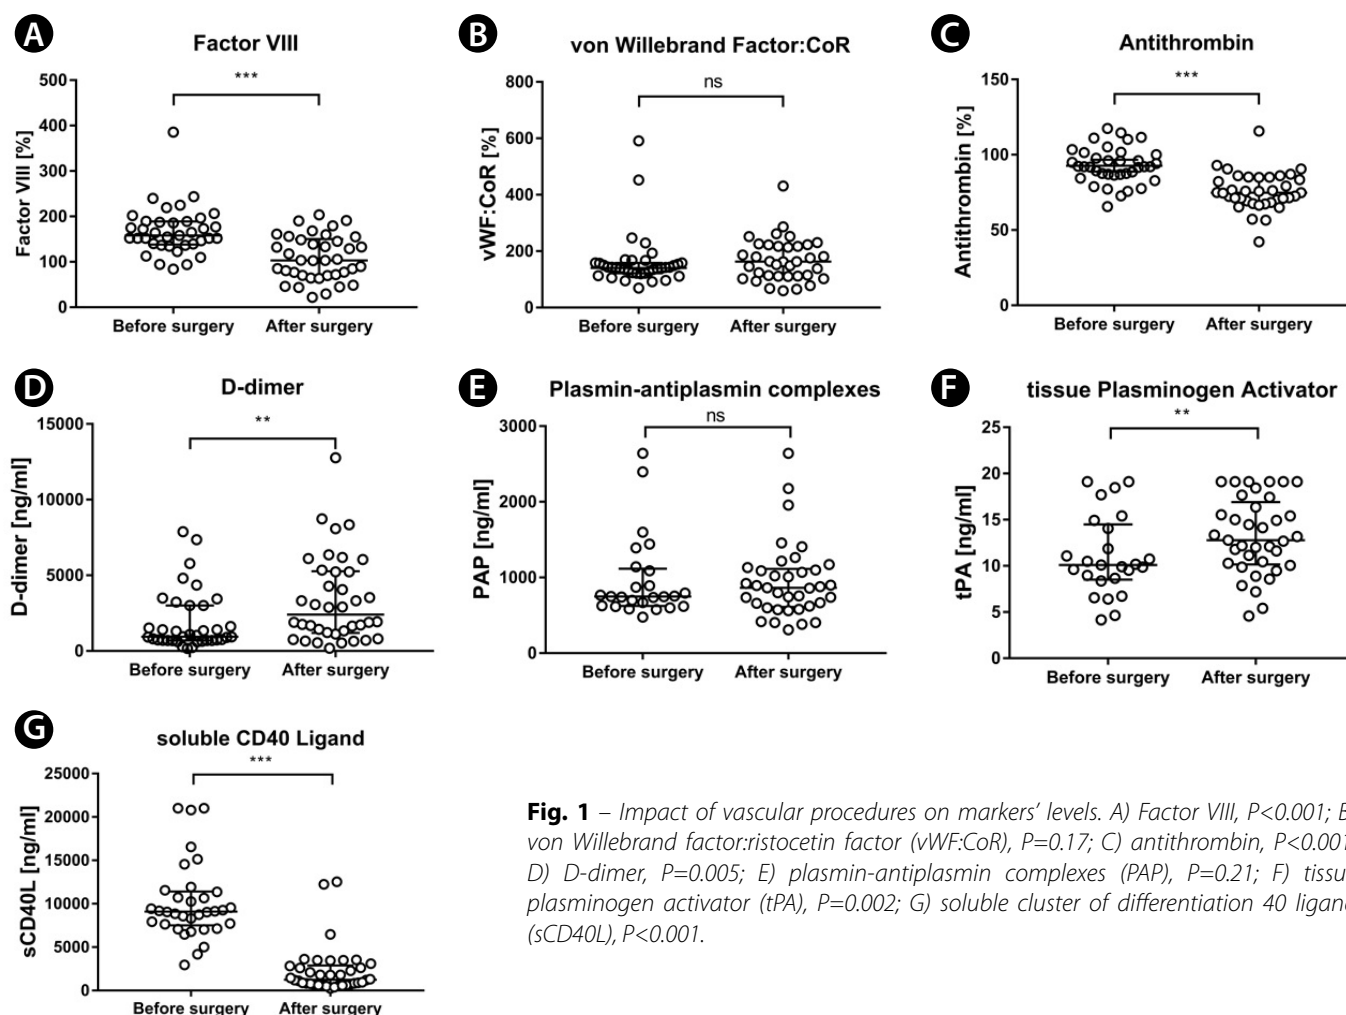 A
Factor VIII
***
Factor VIII [%]
500
400
300
200
100
0
Before surgery
After surgery
B
von Willebrand Factor:CoR
ns
vWF:CoR [%]
800
600
400
200
0
Before surgery
After surgery
C
Antithrombin
***
Antithrombin [%]
150
100
50
0
Before surgery
After surgery
D
D-dimer
**
D-dimer [ng/ml]
15000
10000
5000
0
Before surgery
After surgery
E
Plasmin-antiplasmin complexes
ns
PAP [ng/ml]
3000
2000
1000
0
Before surgery
After surgery
F
tissue Plasminogen Activator
**
tPA [ng/ml]
25
20
15
10
5
0
Before surgery
After surgery
G
soluble CD40 Ligand
***
sCD40L [ng/ml]
25000
20000
15000
10000
5000
0
Before surgery
After surgery
Fig. 1 – Impact of vascular procedures on markers’ levels. A) Factor VIII, P<0.001; B
von Willebrand factor:ristocetin factor (vWF:CoR), P=0.17; C) antithrombin, P<0.001
D) D-dimer, P=0.005; E) plasmin-antiplasmin complexes (PAP), P=0.21; F) tissu
plasminogen activator (tPA), P=0.002; G) soluble cluster of differentiation 40 ligan
(sCD40L), P<0.001.